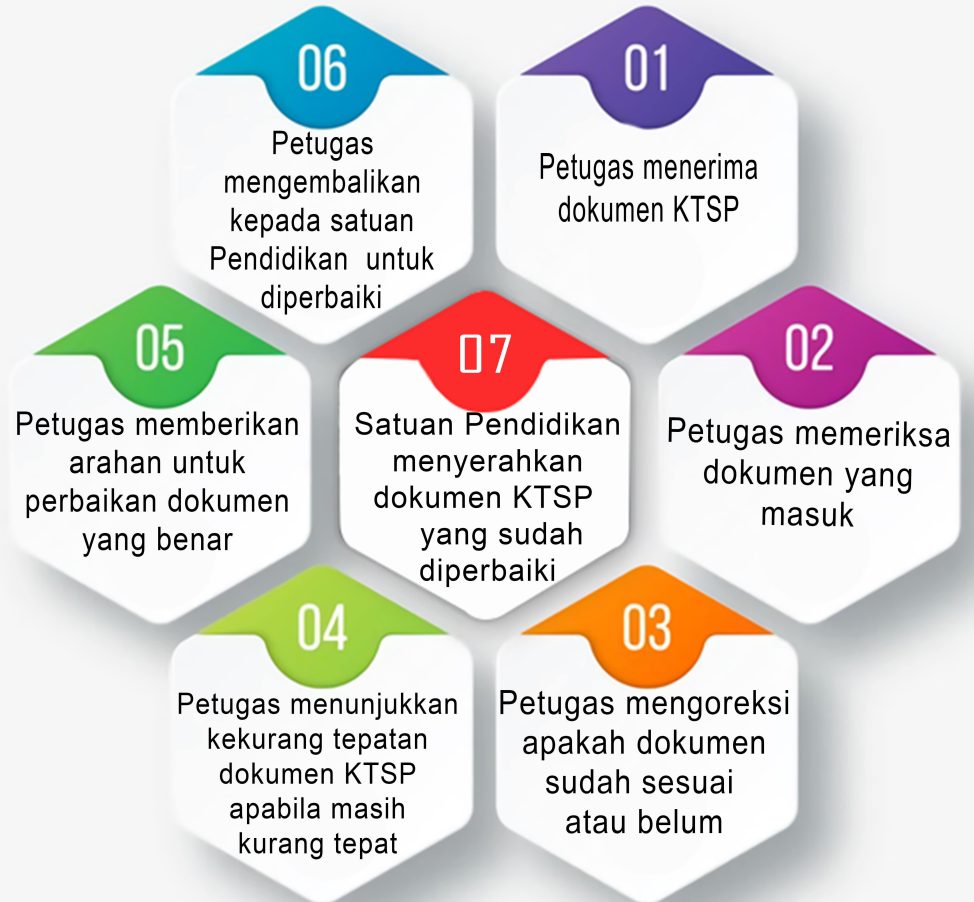 01
Petugas menerima
dokumen KTSP
02
Petugas memeriksa
dokumen yang
masuk
03
Petugas mengoreksi
apakah dokumen
sudah sesuai
atau belum
04
Petugas menunjukkan
kekurang tepatan
dokumen KTSP
apabila masih
kurang tepat
05
Petugas memberikan
arahan untuk
perbaikan dokumen
yang benar
06
Petugas
mengembalikan
kepada satuan
Pendidikan untuk
diperbaiki
07
Satuan Pendidikan
menyerahkan
dokumen KTSP
yang sudah
diperbaiki